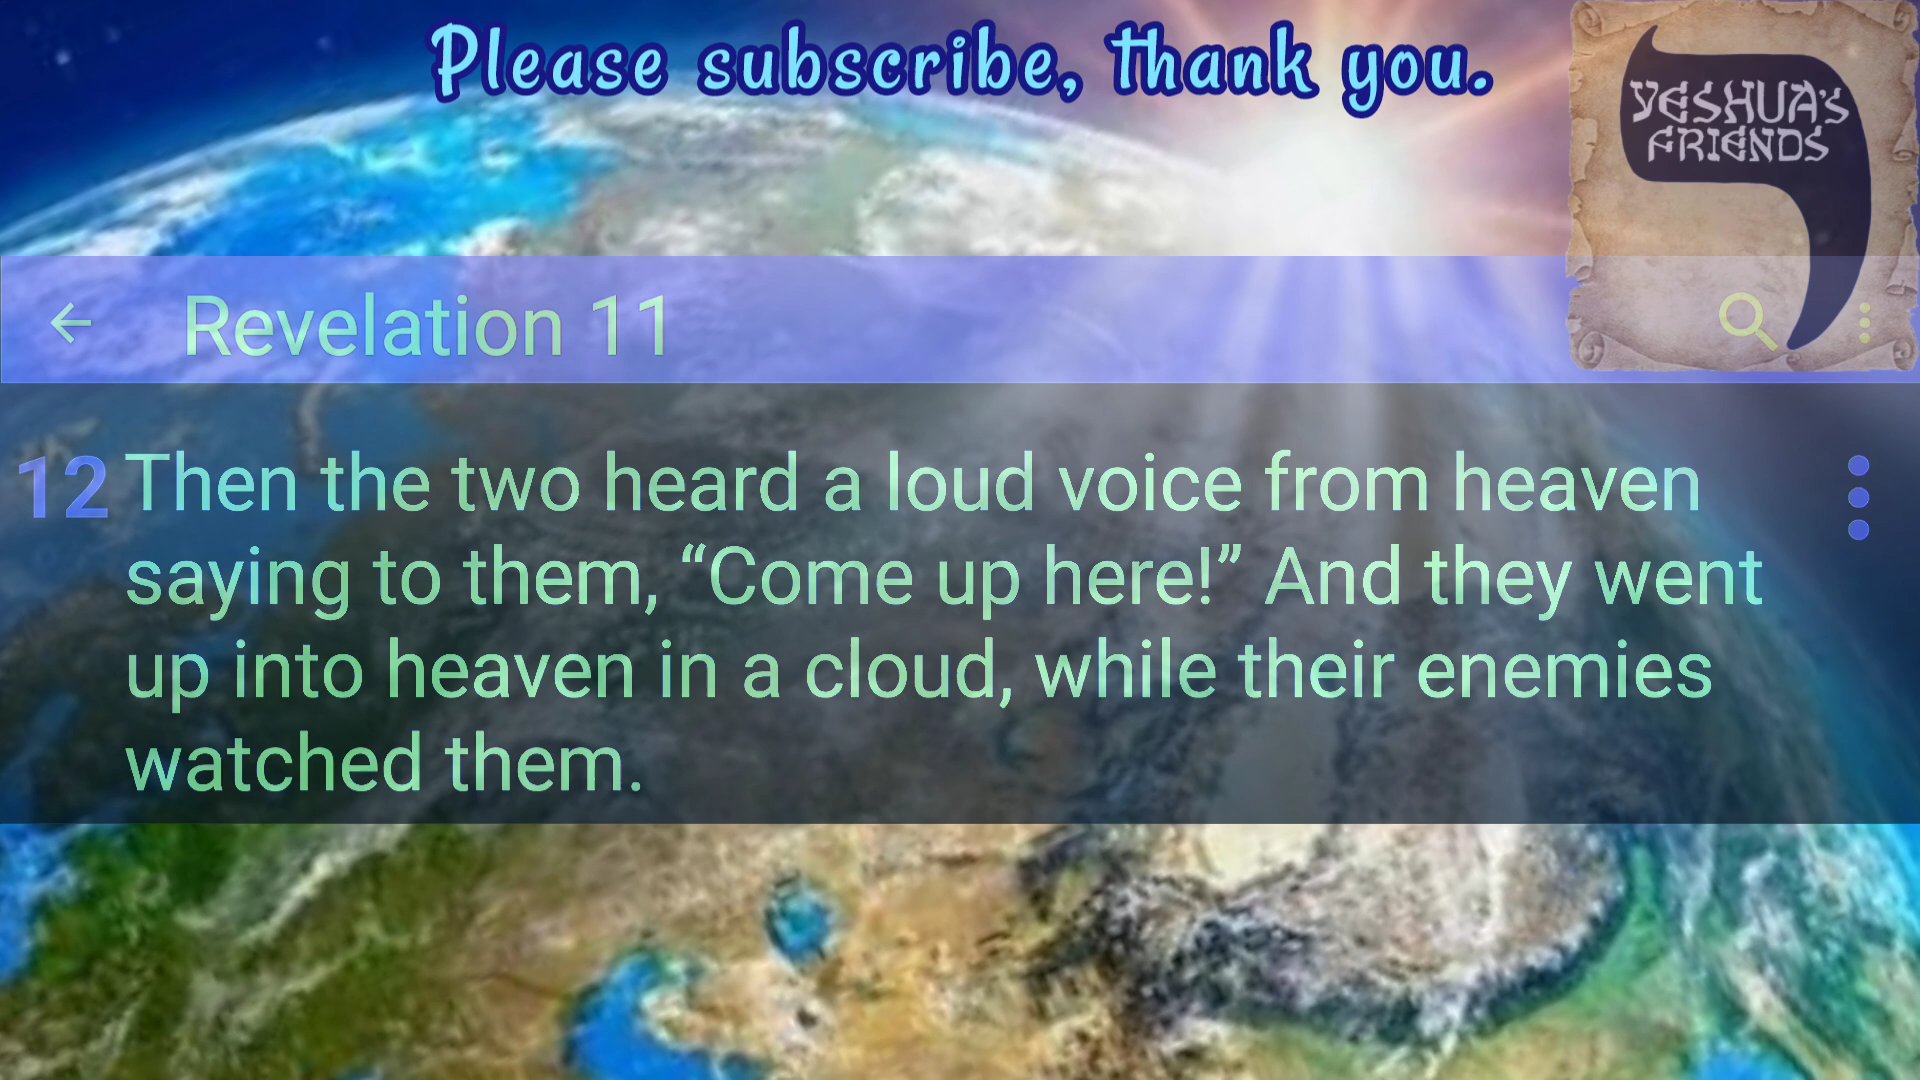 Please subscribe, thank you.
YESHUA'S
FRIENDS
Revelation 11
12 Then the two heard a loud voice from heaven
saying to them, “Come up here!” And they went
up into heaven in a cloud, while their enemies
watched them.